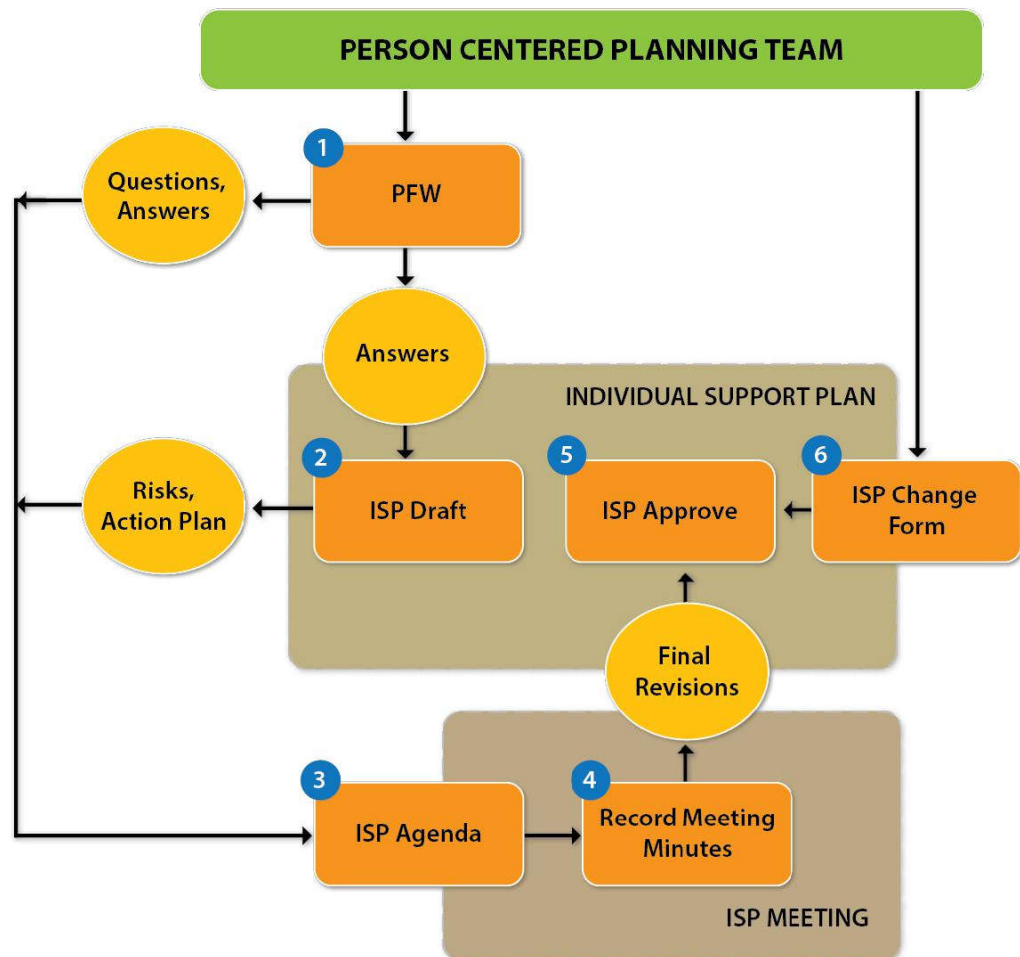 PERSON CENTERED PLANNING TEAM
1
PFW
Questions,
Answers
Answers
INDIVIDUAL SUPPORT PLAN
2
ISP Draft
Risks,
Action Plan
5
ISP Approve
6
ISP Change
Form
Final
Revisions
3
ISP Agenda
4
Record Meeting
Minutes
ISP MEETING